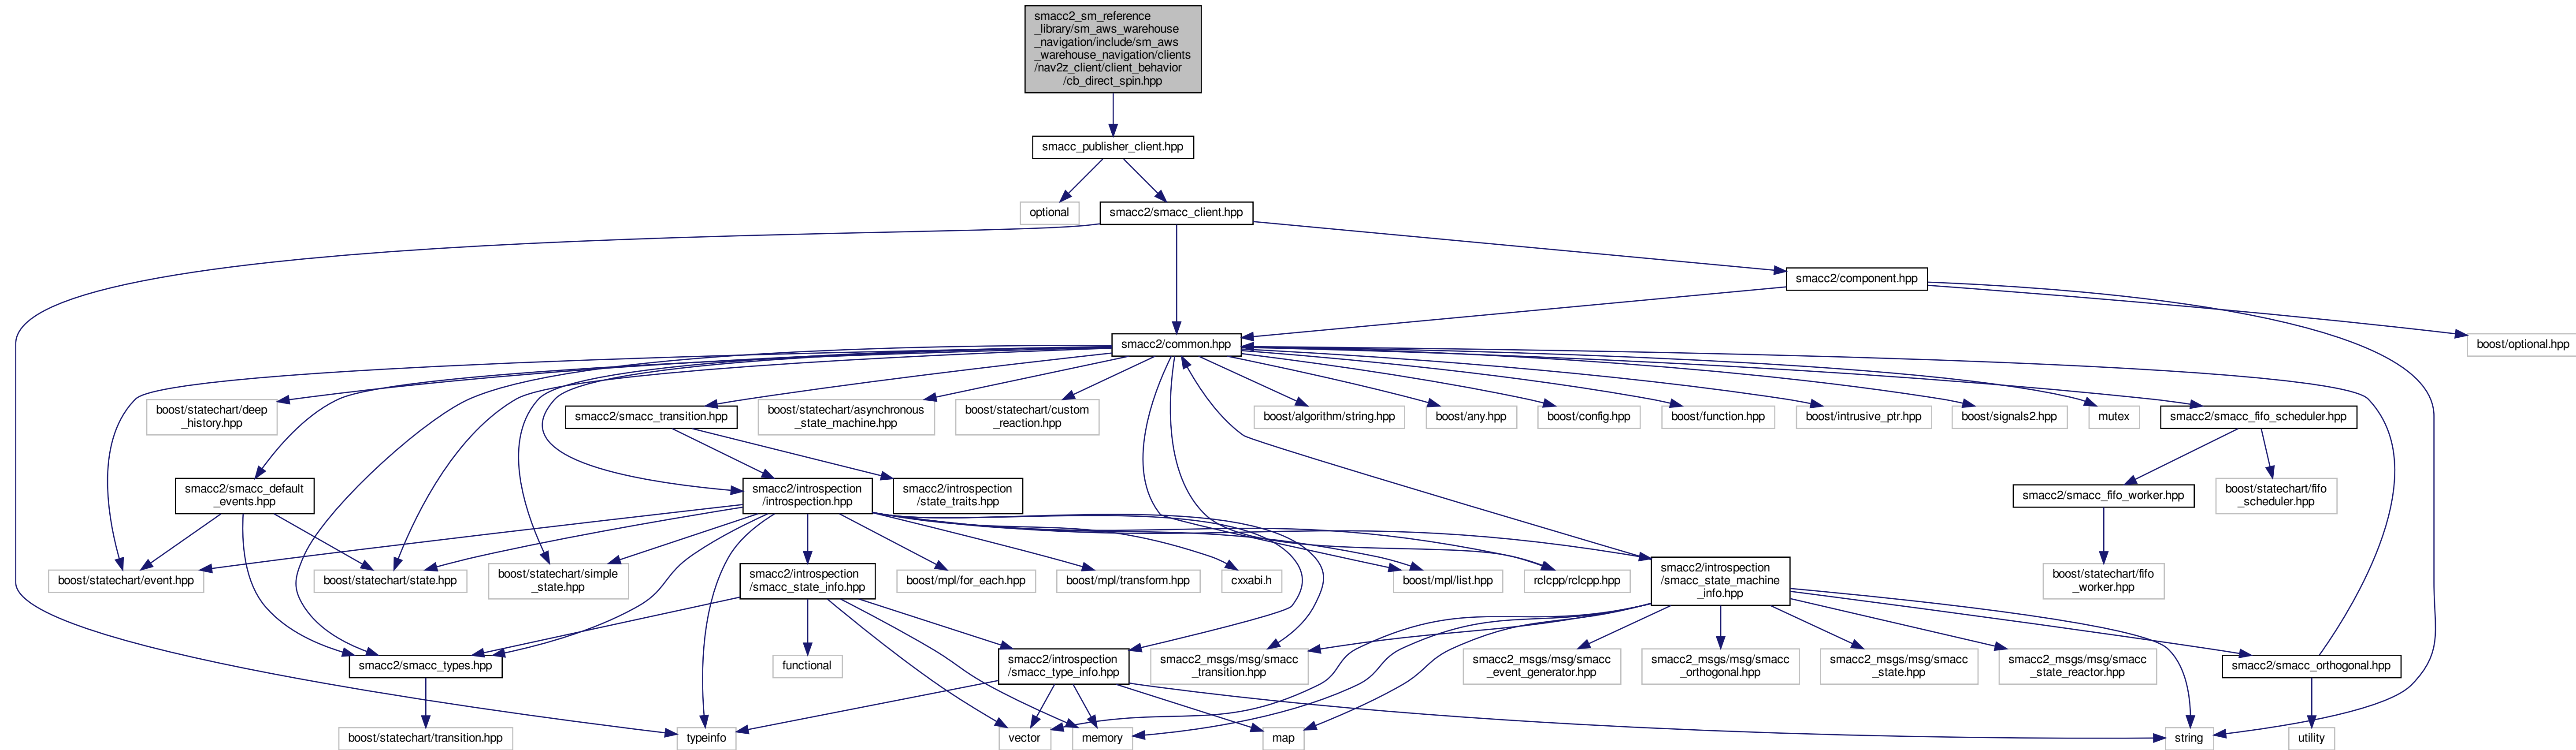 smacc2_sm_reference
_library/sm_aws_warehouse
_navigation/include/sm_aws
_warehouse_navigation/clients
/nav2z_client/client_behavior
/cb_direct_spin.hpp
smacc_publisher_client.hpp
optional
smacc2/smacc_client.hpp
smacc2/component.hpp
smacc2/common.hpp
boost/optional.hpp
boost/statechart/deep
_history.hpp
smacc2/smacc_transition.hpp
boost/statechart/asynchronous
_state_machine.hpp
boost/statechart/custom
_reaction.hpp
boost/algorithm/string.hpp
boost/any.hpp
boost/config.hpp
boost/function.hpp
boost/intrusive_ptr.hpp
boost/signals2.hpp
mutex
smacc2/smacc_fifo_scheduler.hpp
smacc2/smacc_default
_events.hpp
smacc2/introspection
/introspection.hpp
smacc2/introspection
/state_traits.hpp
smacc2/smacc_fifo_worker.hpp
boost/statechart/fifo
_scheduler.hpp
boost/statechart/event.hpp
boost/statechart/state.hpp
boost/statechart/simple
_state.hpp
smacc2/introspection
/smacc_state_info.hpp
boost/mpl/for_each.hpp
boost/mpl/transform.hpp
cxxabi.h
boost/mpl/list.hpp
rclcpp/rclcpp.hpp
smacc2/introspection
/smacc_state_machine
_info.hpp
boost/statechart/fifo
_worker.hpp
smacc2/smacc_types.hpp
functional
smacc2/introspection
/smacc_type_info.hpp
smacc2_msgs/msg/smacc
_transition.hpp
smacc2_msgs/msg/smacc
_event_generator.hpp
smacc2_msgs/msg/smacc
_orthogonal.hpp
smacc2_msgs/msg/smacc
_state.hpp
smacc2_msgs/msg/smacc
_state_reactor.hpp
smacc2/smacc_orthogonal.hpp
boost/statechart/transition.hpp
typeinfo
vector
memory
map
string
utility